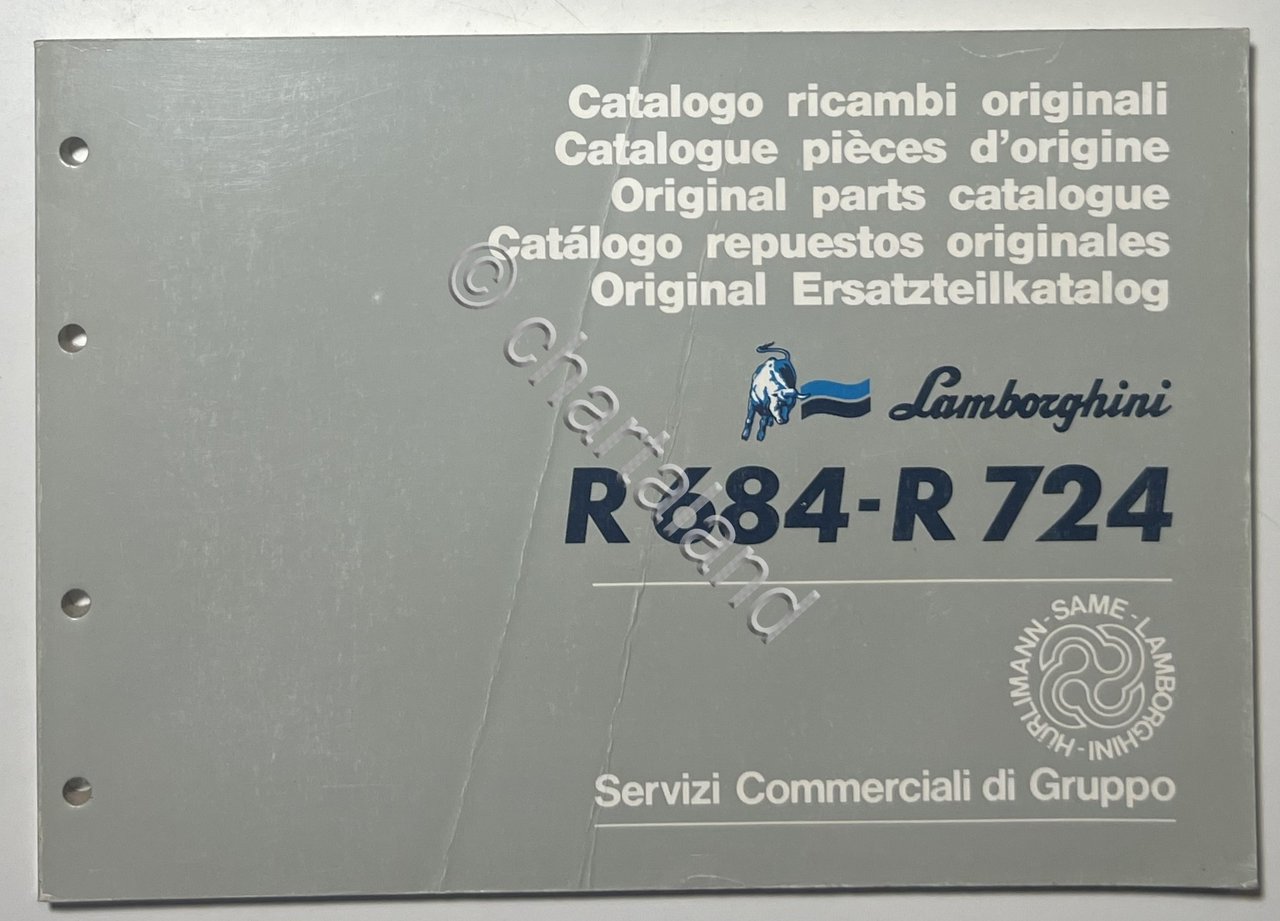 Catalogo ricambi originali
Catalogue pièces d'origine
Original parts catalogue
Catálogo repuestos originales
Original Ersatzteilkatalog
Lamborghini
R 684-R 724
HÜRLIMANN-SAME-LAMBORGHINI-
Servizi Commerciali di Gruppo
© chartaland